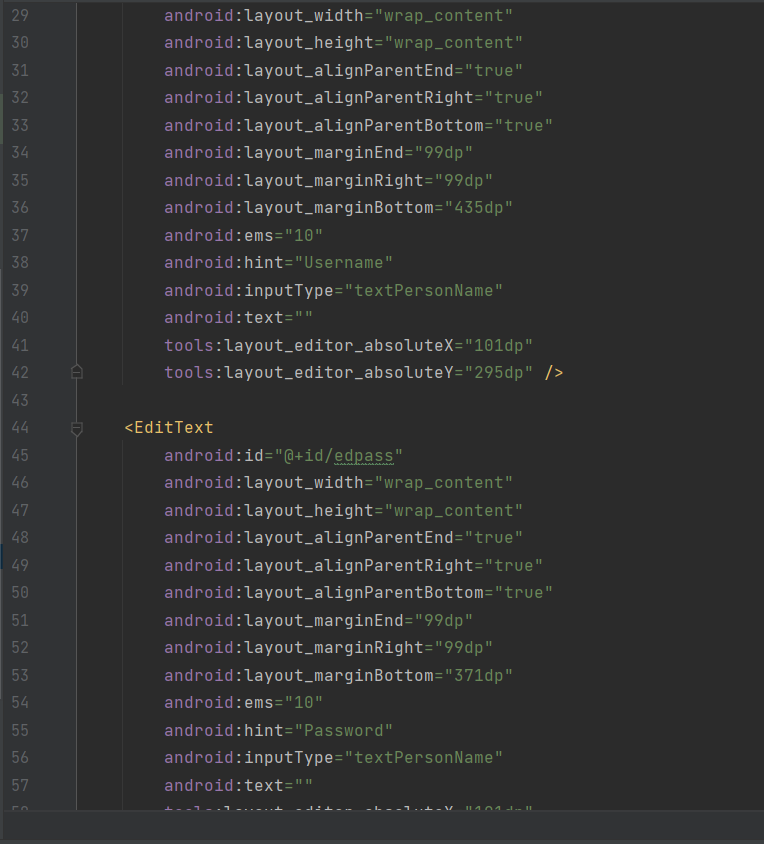 29 android:layout_width="wrap_content"
30 android:layout_height="wrap_content"
31 android:layout_alignParentEnd="true"
32 android:layout_alignParentRight="true"
33 android:layout_alignParentBottom="true"
34 android:layout_marginEnd="99dp"
35 android:layout_marginRight="99dp"
36 android:layout_marginBottom="435dp"
37 android:ems="10"
38 android:hint="Username"
39 android:inputType="textPersonName"
40 android:text=""
41 tools:layout_editor_absoluteX="101dp"
42 tools:layout_editor_absoluteY="295dp" />
43
44 <EditText
45 android:id="@+id/edpass"
46 android:layout_width="wrap_content"
47 android:layout_height="wrap_content"
48 android:layout_alignParentEnd="true"
49 android:layout_alignParentRight="true"
50 android:layout_alignParentBottom="true"
51 android:layout_marginEnd="99dp"
52 android:layout_marginRight="99dp"
53 android:layout_marginBottom="371dp"
54 android:ems="10"
55 android:hint="Password"
56 android:inputType="textPersonName"
57 android:text=""
58 tools:layout_editor_absoluteX="101dp"